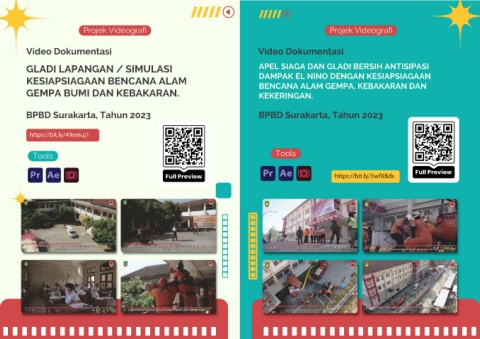 Projek Videografi
Video Dokumentasi
GLADI LAPANGAN / SIMULASI
KESIAPSIAGAAN BENCANA ALAM
GEMPA BUMI DAN KEBAKARAN.
BPBD Surakarta, Tahun 2023
https://bit.ly/49xmuj1
Tools
Pr Ae
Full Preview
Projek Videografi
Video Dokumentasi
APEL SIAGA DAN GLADI BERSIH ANTISIPASI
DAMPAK EL NINO DENGAN KESIAPSIAGAAN
BENCANA ALAM GEMPA, KEBAKARAN DAN
KEKERINGAN.
BPBD Surakarta, Tahun 2023
Tools
Pr Ae
https://bit.ly/3wfX8ds
Full Preview